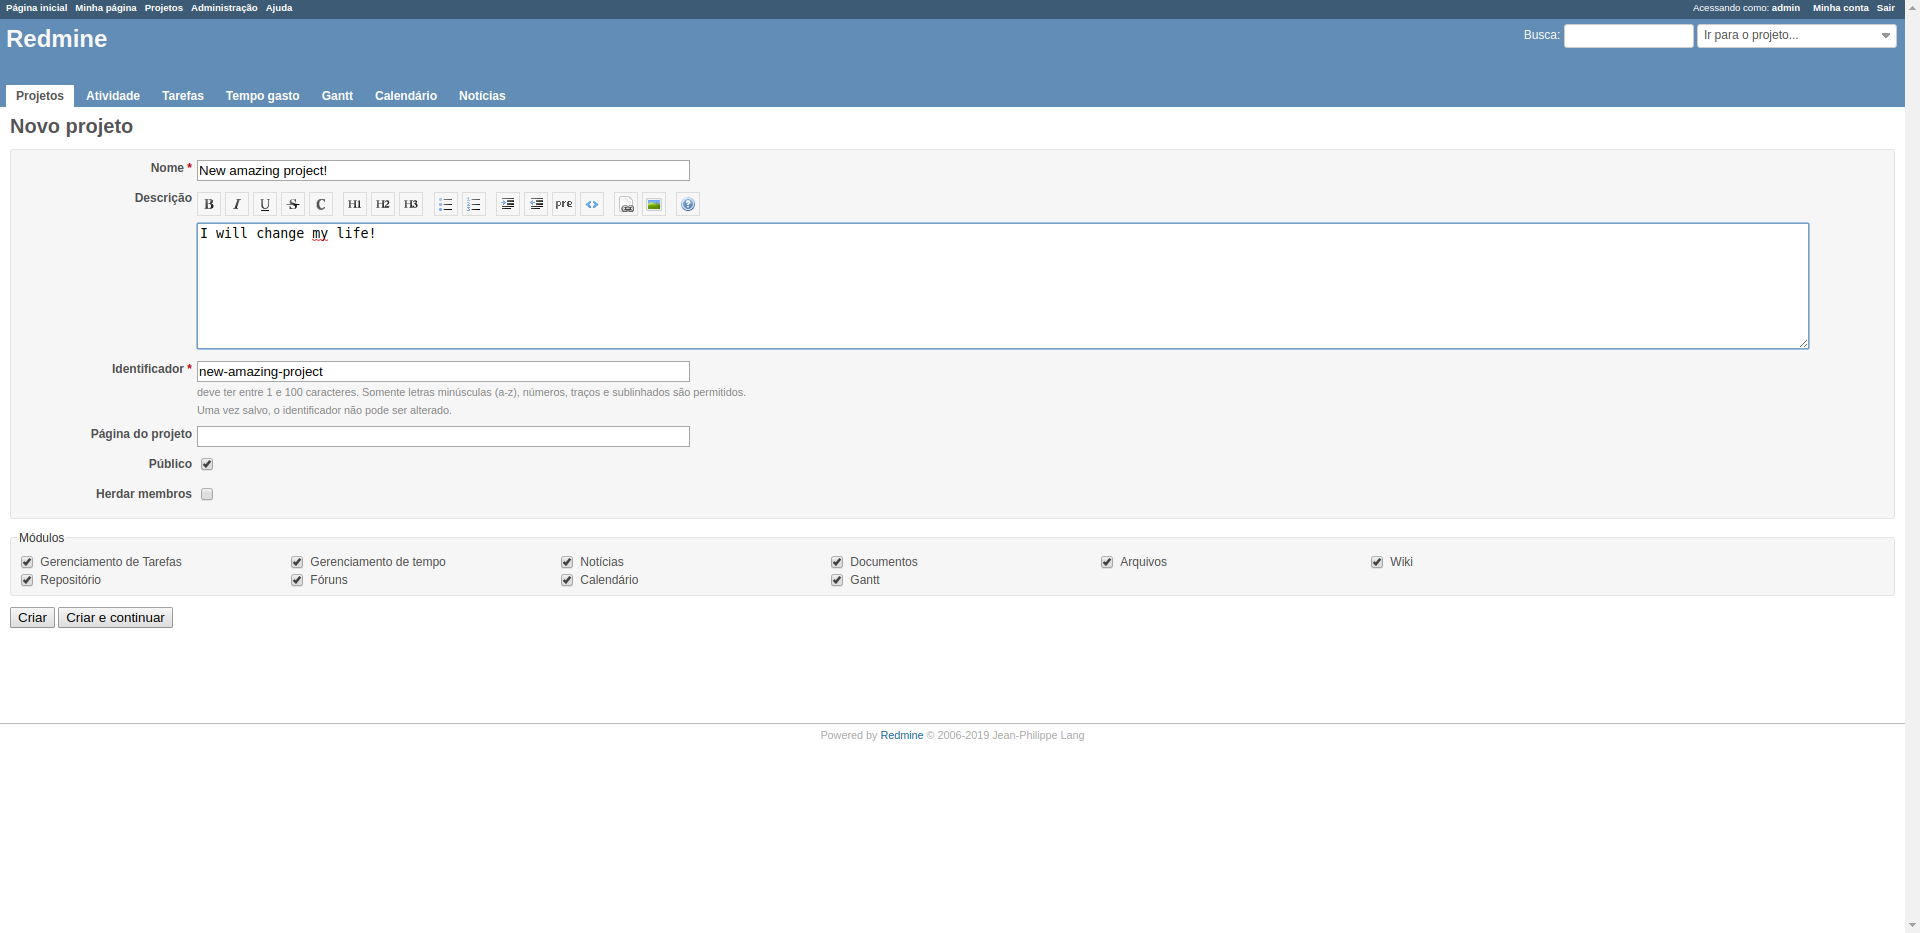 Página inicial Minha página Projetos Administração Ajuda Acessando como: admin Minha conta Sair
Redmine Busca: Ir para o projeto...
Projetos Atividade Tarefas Tempo gasto Gantt Calendário Notícias
Novo projeto
Nome * New amazing project!
Descrição B I U S C H1 H2 H3 pre
I will change my life!
Identificador * new-amazing-project
deve ter entre 1 e 100 caracteres. Somente letras minúsculas (a-z), números, traços e sublinhados são permitidos.
Uma vez salvo, o identificador não pode ser alterado.
Página do projeto
Público
Herdar membros
Módulos
Gerenciamento de Tarefas Gerenciamento de tempo Notícias Documentos Arquivos Wiki
Repositório Fóruns Calendário Gantt
Criar Criar e continuar
Powered by Redmine © 2006-2019 Jean-Philippe Lang